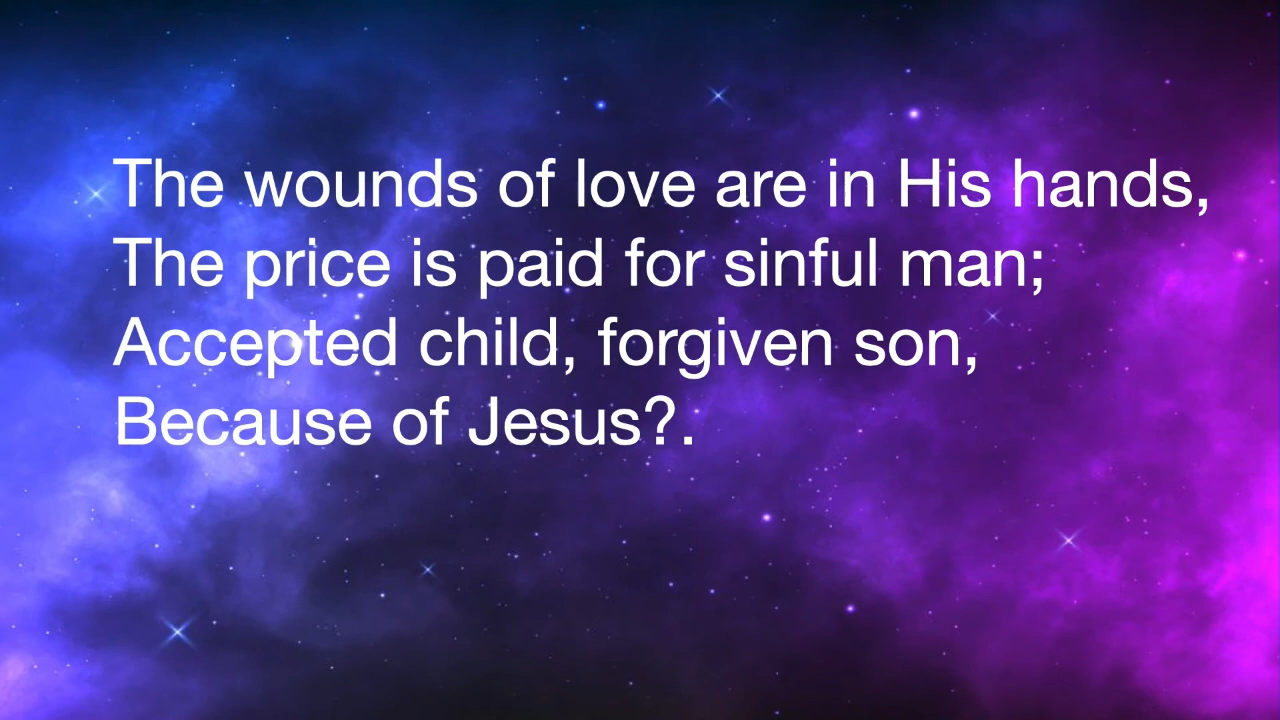 The wounds of love are in His hands,
The price is paid for sinful man;
Accepted child, forgiven son,
Because of Jesus?.